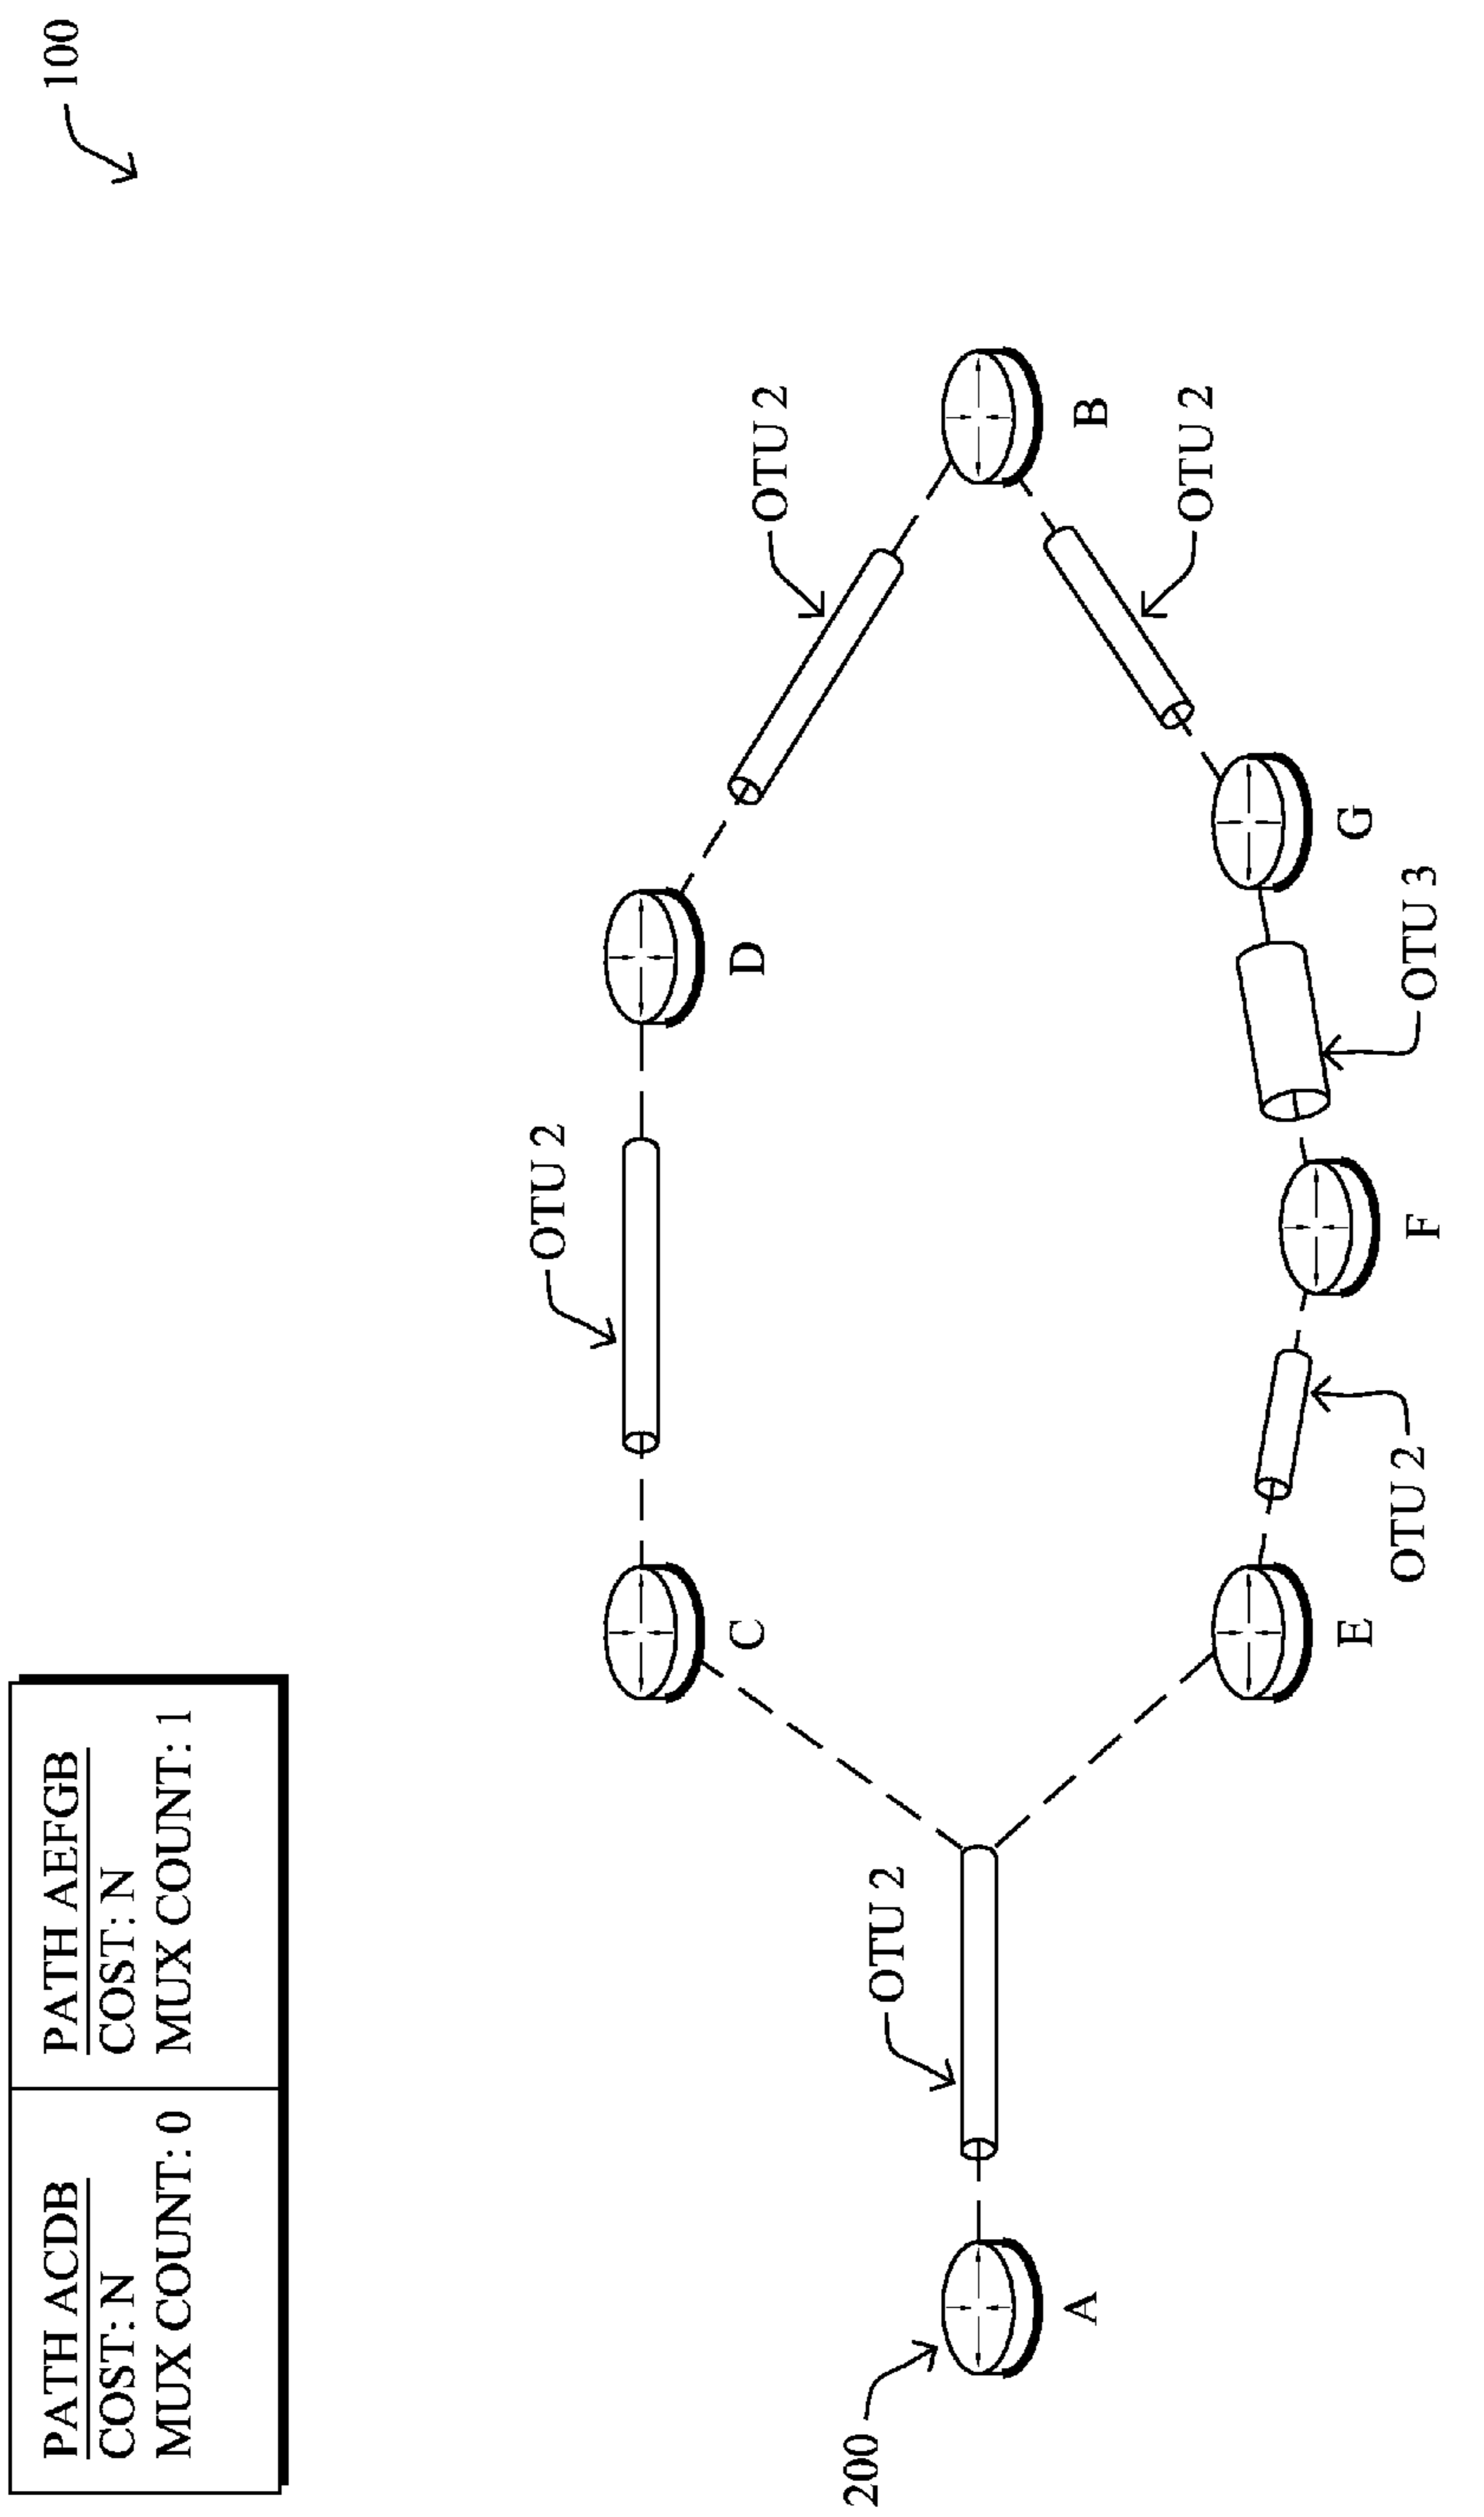 100
PATH ACDB
COST: N
MUX COUNT: 0
PATH AEFGB
COST: N
MUX COUNT: 1
OTU 2
OTU 2
C
D
OTU 2
200
A
B
OTU 2
E
G
OTU 2
F
OTU 3